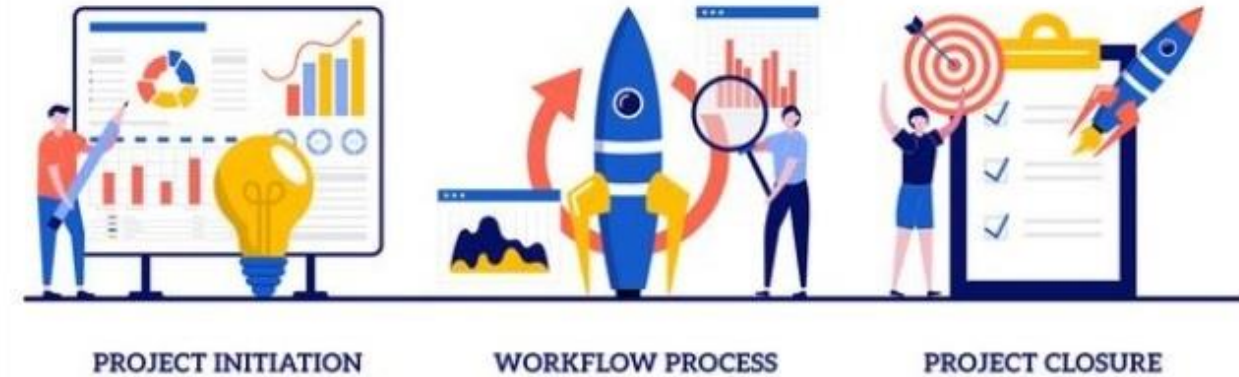 PROJECT INITIATION
WORKFLOW PROCESS
PROJECT CLOSURE